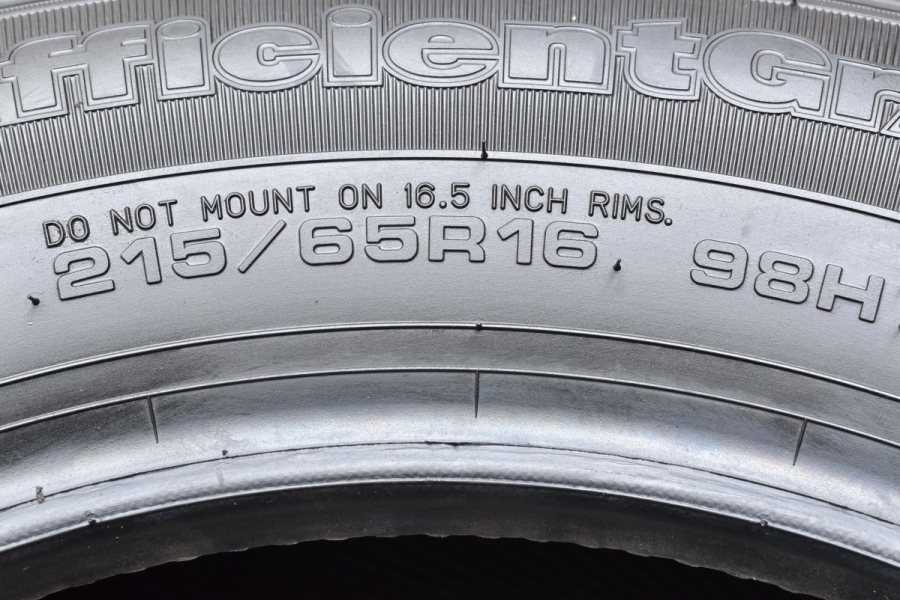 fficientGr
DO NOT MOUNT ON 16.5 INCH RIMS.
215/65R16 98H